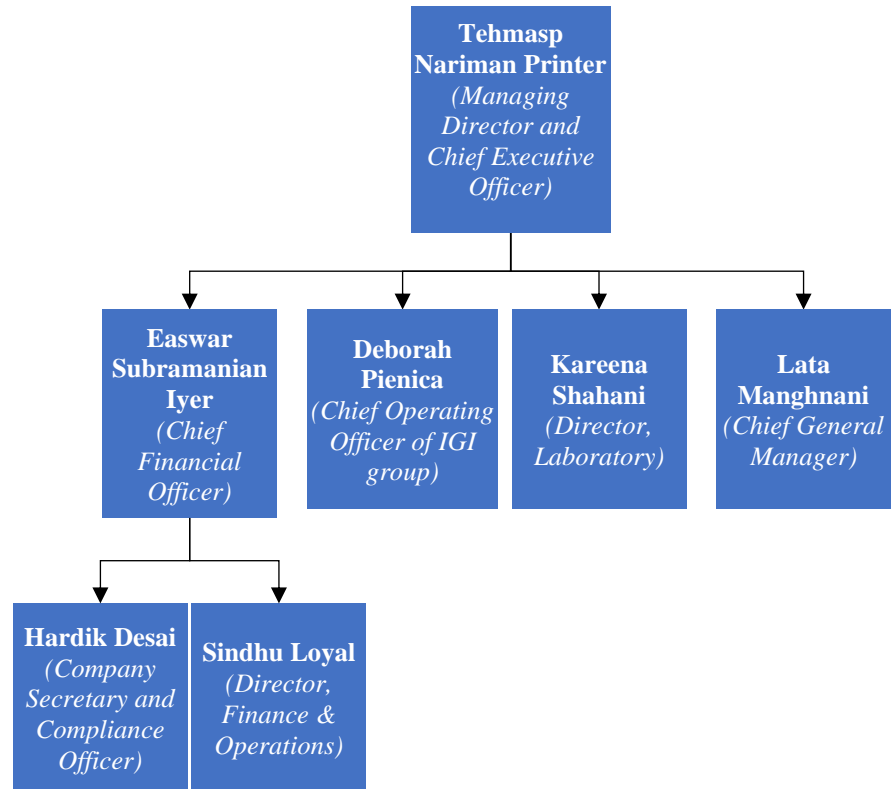 Tehmasp
Nariman Printer
(Managing
Director and
Chief Executive
Officer)
Easwar
Subramanian
Iyer
(Chief
Financial
Officer)
Deborah
Pienica
(Chief Operating
Officer of IGI
group)
Kareena
Shahani
(Director,
Laboratory)
Lata
Manghnani
(Chief General
Manager)
Hardik Desai
(Company
Secretary and
Compliance
Officer)
Sindhu Loyal
(Director,
Finance &
Operations)